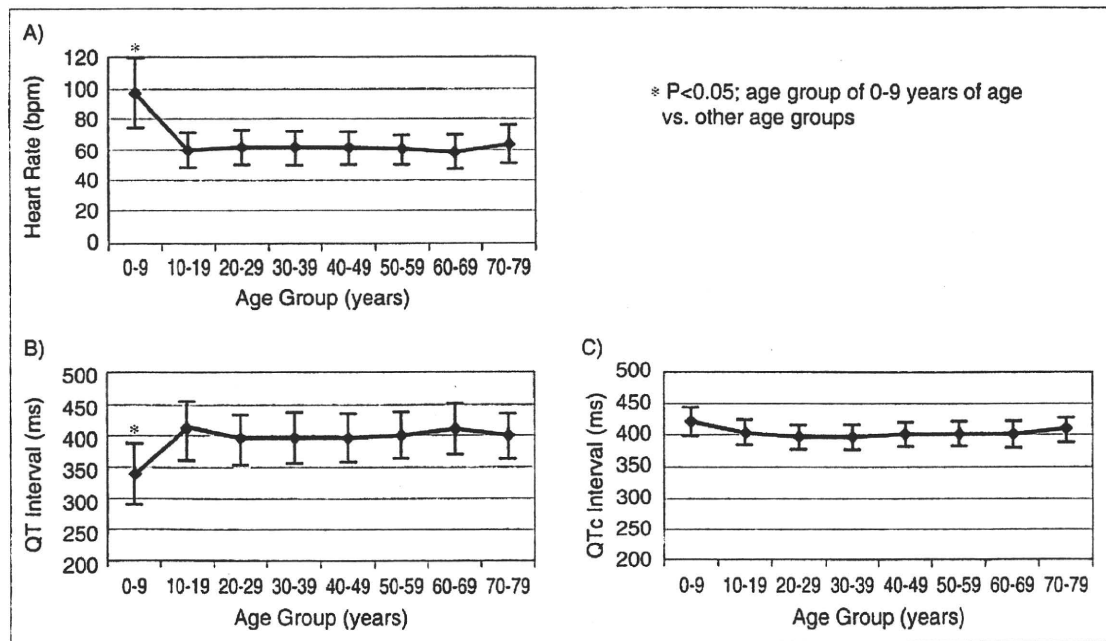 A)
120
100
80
60
40
20
0
Heart Rate (bpm)
*
0-9 10-19 20-29 30-39 40-49 50-59 60-69 70-79
Age Group (years)
* P<0.05; age group of 0-9 years of age
vs. other age groups
B)
500
450
400
350
300
250
200
QT Interval (ms)
*
0-9 10-19 20-29 30-39 40-49 50-59 60-69 70-79
Age Group (years)
C)
500
450
400
350
300
250
200
QTc Interval (ms)
0-9 10-19 20-29 30-39 40-49 50-59 60-69 70-79
Age Group (years)